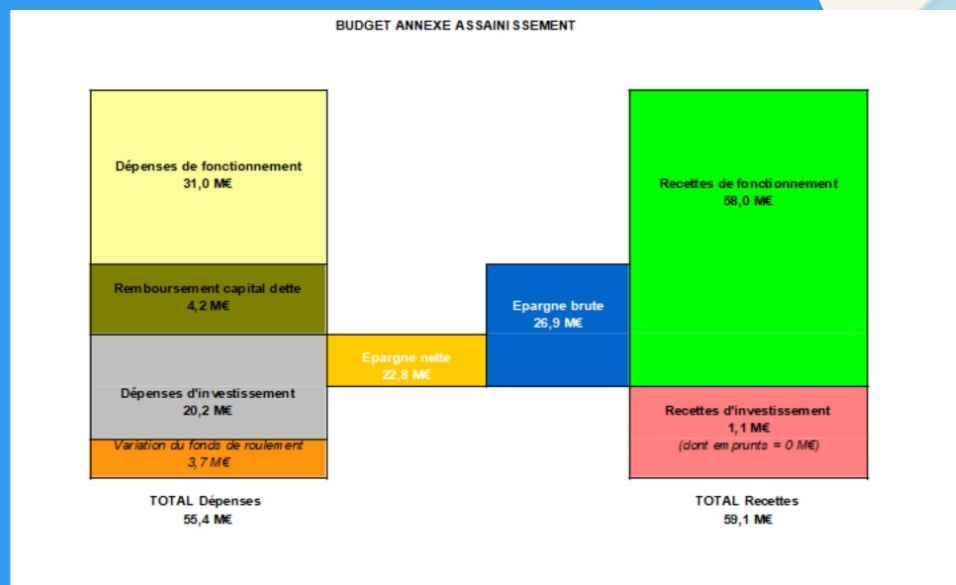 BUDGET ANNEXE ASSAINISSEMENT
Dépenses de fonctionnement
31,0 M€
Remboursement capital dette
4,2 M€
Dépenses d'investissement
20,2 M€
Variation du fonds de roulement
3,7 M€
TOTAL Dépenses
55,4 M€
Epargne nette
22,8 M€
Epargne brute
26,9 M€
Recettes de fonctionnement
58,0 M€
Recettes d'investissement
1,1 M€
(dont emprunts = 0 M€)
TOTAL Recettes
59,1 M€